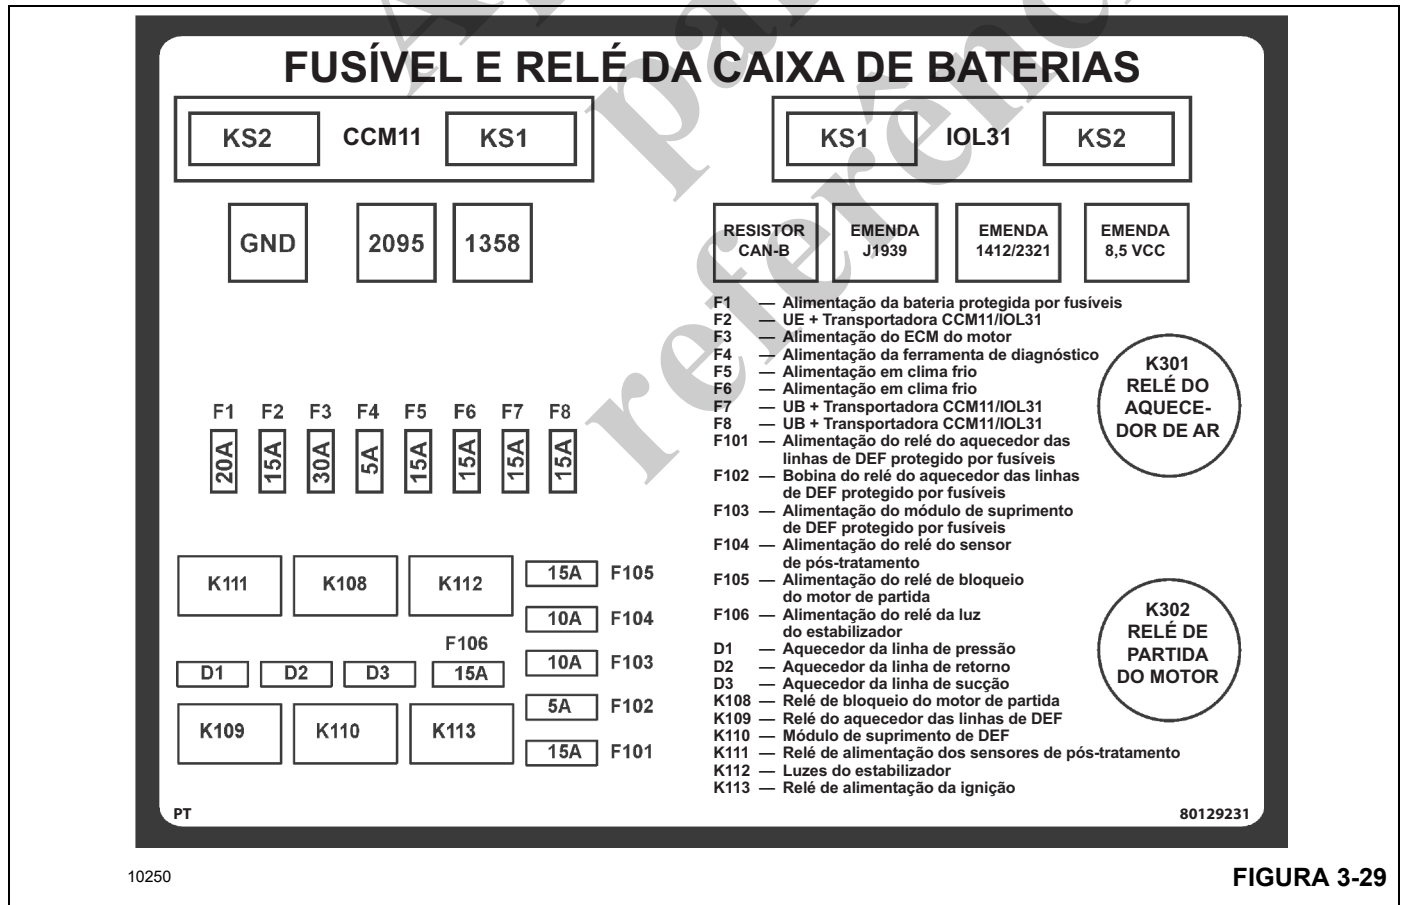 FUSÍVEL E RELÉ DA CAIXA DE BATERIAS
KS2 CCM11 KS1
KS1 IOL31 KS2
GND 2095 1358
RESISTOR
CAN-B
EMENDA
J1939
EMENDA
1412/2321
EMENDA
8,5 VCC
F1 — Alimentação da bateria protegida por fusíveis
F2 — UE + Transportadora CCM11/IOL31
F3 — Alimentação do ECM do motor
F4 — Alimentação da ferramenta de diagnóstico
F5 — Alimentação em clima frio
F6 — Alimentação em clima frio
F7 — UB + Transportadora CCM11/IOL31
F8 — UB + Transportadora CCM11/IOL31
F101 — Alimentação do relé do aquecedor das
linhas de DEF protegido por fusíveis
F102 — Bobina do relé do aquecedor das linhas
de DEF protegido por fusíveis
F103 — Alimentação do módulo de suprimento
de DEF protegido por fusíveis
F104 — Alimentação do relé do sensor
de pós-tratamento
F105 — Alimentação do relé de bloqueio
do motor de partida
F106 — Alimentação do relé da luz
do estabilizador
D1 — Aquecedor da linha de pressão
D2 — Aquecedor da linha de retorno
D3 — Aquecedor da linha de sucção
K108 — Relé de bloqueio do motor de partida
K109 — Relé do aquecedor das linhas de DEF
K110 — Módulo de suprimento de DEF
K111 — Relé de alimentação dos sensores de pós-tratamento
K112 — Luzes do estabilizador
K113 — Relé de alimentação da ignição
K301
RELÉ DO
AQUECE-
DOR DE AR
K302
RELÉ DE
PARTIDA
DO MOTOR
F1 F2 F3 F4 F5 F6 F7 F8
20A 15A 30A 5A 15A 15A 15A 15A
K111 K108 K112
15A F105
10A F104
F106
D1 D2 D3 15A
10A F103
5A F102
K109 K110 K113
15A F101
PT
80129231
10250
FIGURA 3-29
referênc